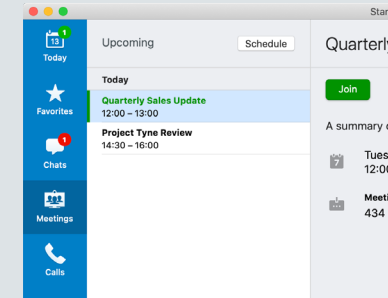 Star
1
13
Today
Favorites
1
Chats
Meetings
Calls
Upcoming
Schedule
Today
Quarterly Sales Update
12:00 – 13:00
Project Tyne Review
14:30 – 16:00
Quarterly
Join
A summary
7
Tues
12:00
Meeti
434